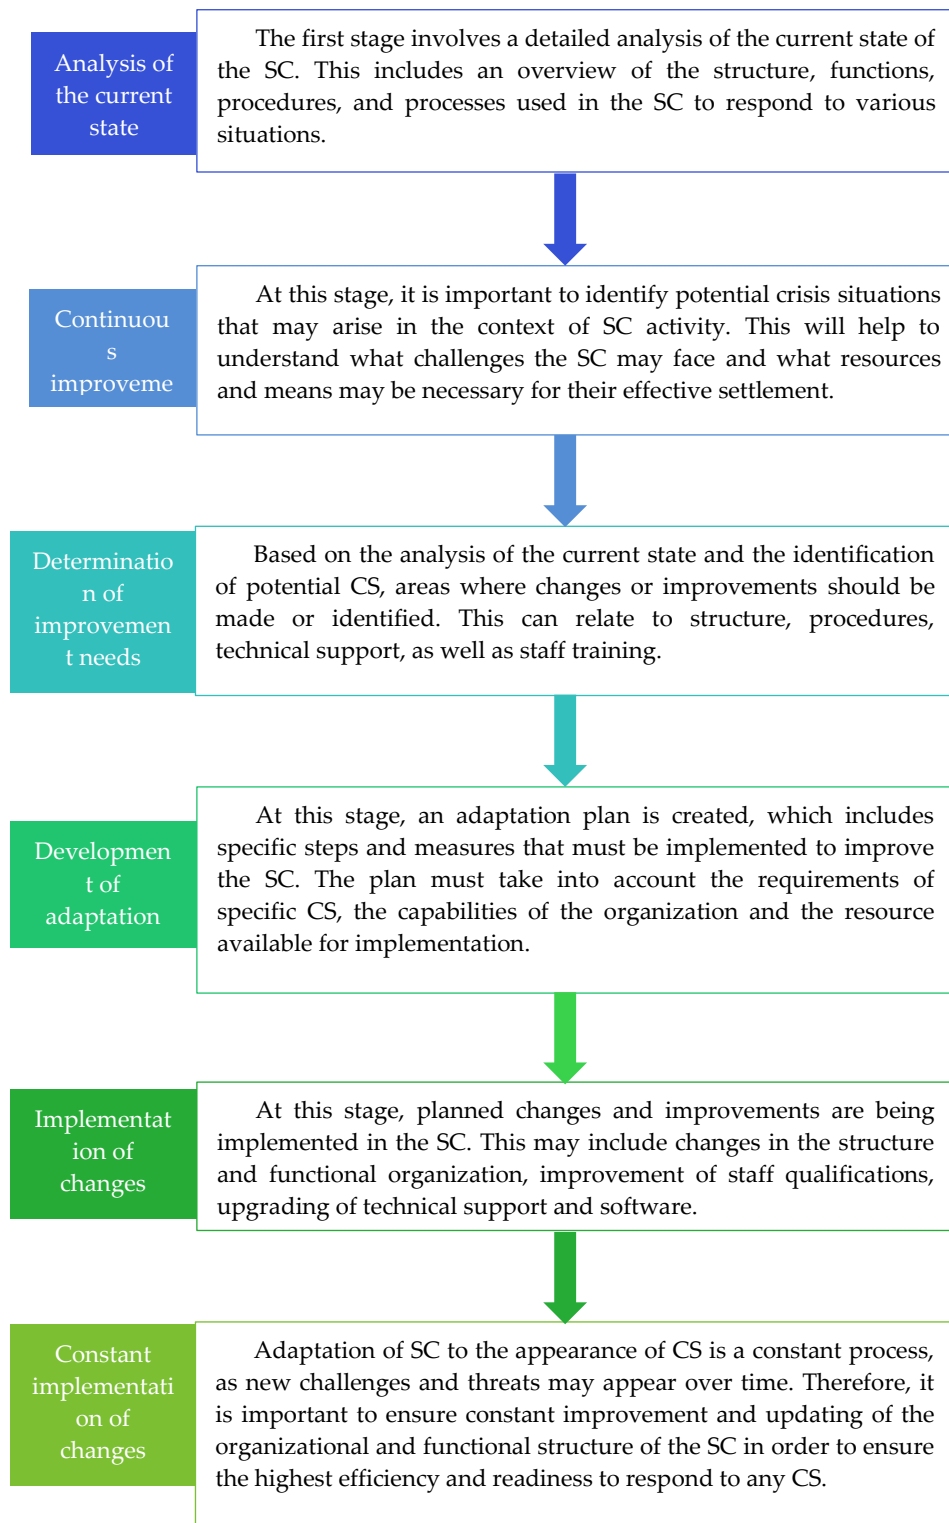 Analysis of
the current
state
The first stage involves a detailed analysis of the current state of
the SC. This includes an overview of the structure, functions,
procedures, and processes used in the SC to respond to various
situations.
Continuou
s
improveme
At this stage, it is important to identify potential crisis situations
that may arise in the context of SC activity. This will help to
understand what challenges the SC may face and what resources
and means may be necessary for their effective settlement.
Determinatio
n of
improvemen
t needs
Based on the analysis of the current state and the identification
of potential CS, areas where changes or improvements should be
made or identified. This can relate to structure, procedures,
technical support, as well as staff training.
Developmen
t of
adaptation
At this stage, an adaptation plan is created, which includes
specific steps and measures that must be implemented to improve
the SC. The plan must take into account the requirements of
specific CS, the capabilities of the organization and the resource
available for implementation.
Implementat
ion of
changes
At this stage, planned changes and improvements are being
implemented in the SC. This may include changes in the structure
and functional organization, improvement of staff qualifications,
upgrading of technical support and software.
Constant
implementati
on of
changes
Adaptation of SC to the appearance of CS is a constant process,
as new challenges and threats may appear over time. Therefore, it
is important to ensure constant improvement and updating of the
organizational and functional structure of the SC in order to ensure
the highest efficiency and readiness to respond to any CS.